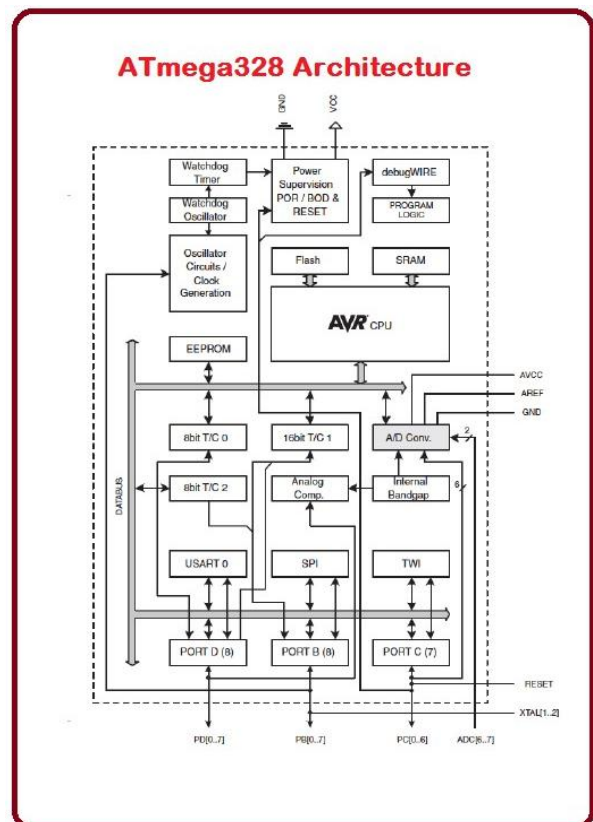 ATmega328 Architecture
GND
VCC
Watchdog
Timer
Power
Supervision
POR / BOD &
RESET
debugWIRE
Watchdog
Oscillator
PROGRAM
LOGIC
Oscillator
Circuits /
Clock
Generation
Flash
SRAM
AVR CPU
EEPROM
AVCC
AREF
GND
8bit T/C 0
16bit T/C 1
A/D Conv.
2
DATABUS
8bit T/C 2
Analog
Comp.
Internal
Bandgap
6
USART 0
SPI
TWI
PORT D (8)
PORT B (8)
PORT C (7)
RESET
XTAL[1..2]
PD[0..7]
PB[0..7]
PC[0..6]
ADC[6..7]